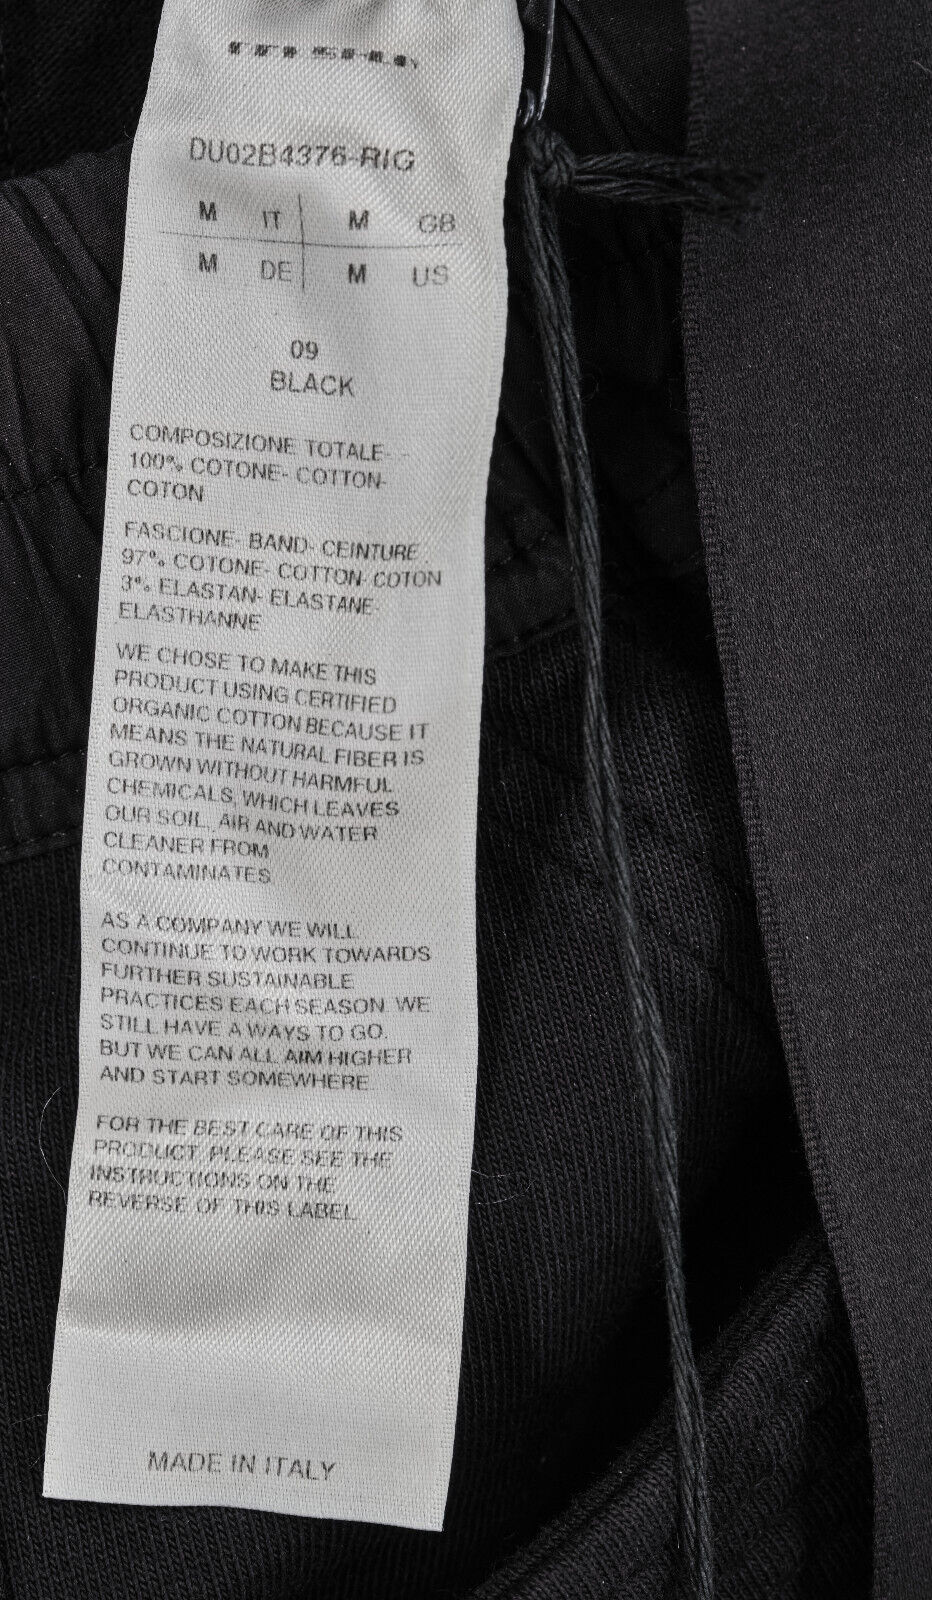 DU02B4376-RIG
M IT M GB
M DE M US
09
BLACK
COMPOSIZIONE TOTALE-
100% COTONE- COTTON-
COTON
FASCIONE- BAND- CEINTURE
97% COTONE- COTTON- COTON
3% ELASTAN- ELASTANE-
ELASTHANNE
WE CHOSE TO MAKE THIS
PRODUCT USING CERTIFIED
ORGANIC COTTON BECAUSE IT
MEANS THE NATURAL FIBER IS
GROWN WITHOUT HARMFUL
CHEMICALS, WHICH LEAVES
OUR SOIL, AIR AND WATER
CLEANER FROM
CONTAMINATES.
AS A COMPANY WE WILL
CONTINUE TO WORK TOWARDS
FURTHER SUSTAINABLE
PRACTICES EACH SEASON. WE
STILL HAVE A WAYS TO GO,
BUT WE CAN ALL AIM HIGHER
AND START SOMEWHERE.
FOR THE BEST CARE OF THIS
PRODUCT, PLEASE SEE THE
INSTRUCTIONS ON THE
REVERSE OF THIS LABEL.
MADE IN ITALY